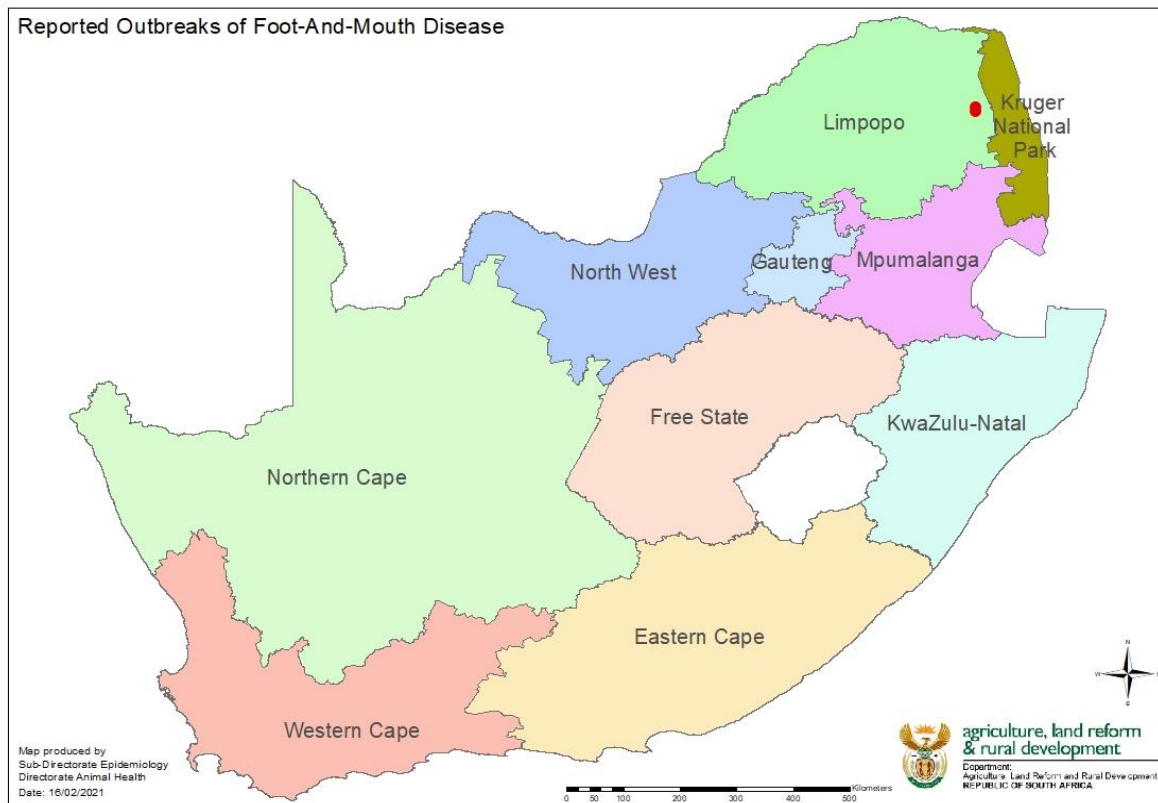 Reported Outbreaks of Foot-And-Mouth Disease
Limpopo
Kruger
National
Park
North West
Gauteng
Mpumalanga
Free State
KwaZulu-Natal
Northern Cape
Eastern Cape
Western Cape
N
W
S
Map produced by
Sub-Directorate Epidemiology
Directorate Animal Health
Date: 16/02/2021
Kilometers
0 50 100 200 300 400 500
agriculture, land reform
& rural development
Department:
Agriculture, Land Reform and Rural Development
REPUBLIC OF SOUTH AFRICA